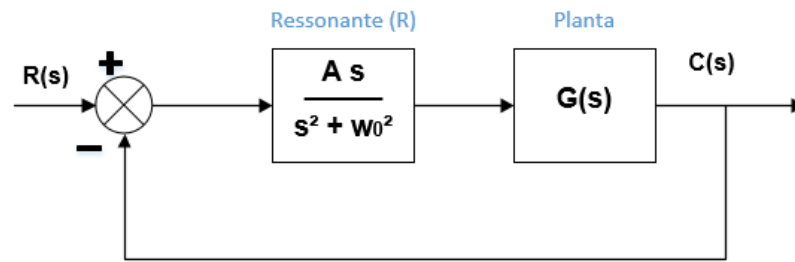 Ressonante (R)
Planta
+
R(s)
A s
s² + w₀²
G(s)
C(s)
−